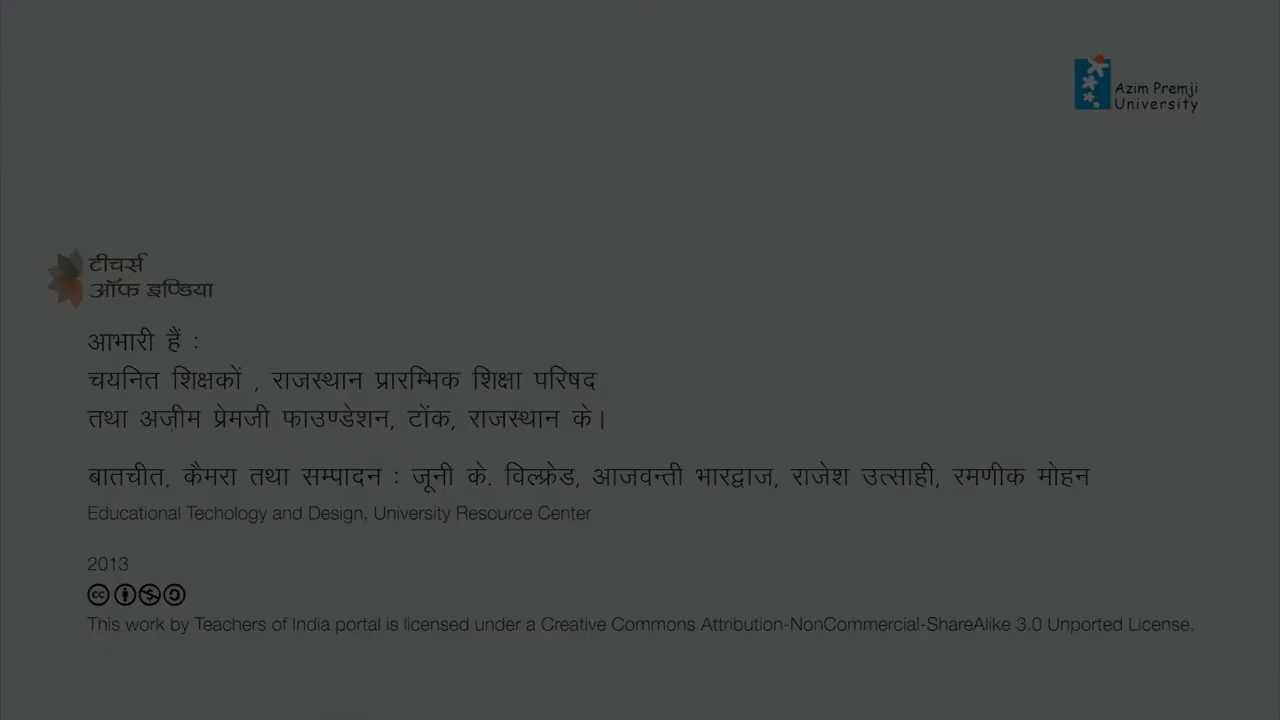 Azim Premji
University
टीचर्स
ऑफ इण्डिया
आभारी हैं :
चयनित शिक्षकों , राजस्थान प्रारम्भिक शिक्षा परिषद
तथा अज़ीम प्रेमजी फाउण्डेशन, टोंक, राजस्थान के।
बातचीत, कैमरा तथा सम्पादन : जूनी के. विल्फ्रेड, आजवन्ती भारद्वाज, राजेश उत्साही, रमणीक मोहन
Educational Techology and Design, University Resource Center
2013
cc
This work by Teachers of India portal is licensed under a Creative Commons Attribution-NonCommercial-ShareAlike 3.0 Unported License.